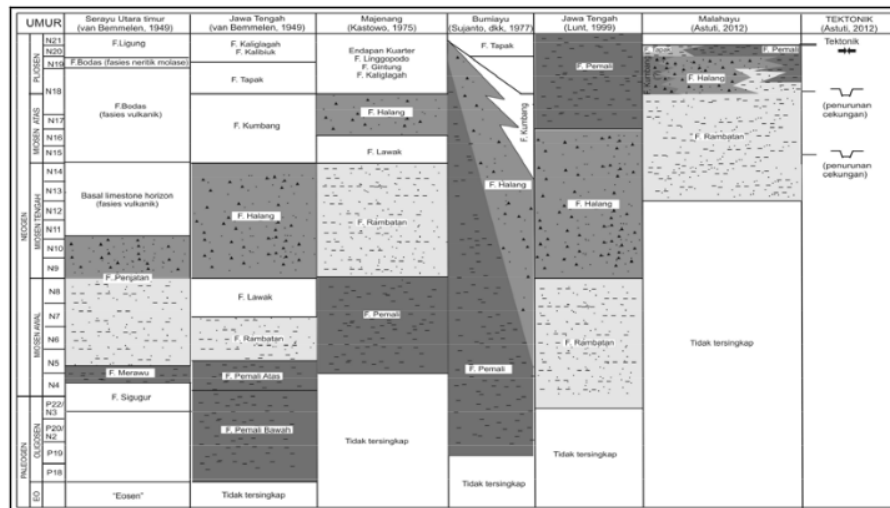 UMUR
Serayu Utara timur
(van Bemmelen, 1949)
Jawa Tengah
(van Bemmelen, 1949)
Majenang
(Kastowo, 1975)
Bumiayu
(Sujanto, dkk, 1977)
Jawa Tengah
(Lunt, 1999)
Malahayu
(Astuti, 2012)
TEKTONIK
(Astuti, 2012)
NEOGEN
PALEOGEN
PLIOSEN
MIOSEN ATAS
MIOSEN TENGAH
MIOSEN AWAL
OLIGOSEN
EO
N21
N20
N19
N18
N17
N16
N15
N14
N13
N12
N11
N10
N9
N8
N7
N6
N5
N4
P22/
N3
P20/
N2
P19
P18
F.Ligung
F.Bodas (fasies neritik molase)
F.Bodas
(fasies vulkanik)
Basal limestone horizon
(fasies vulkanik)
F. Penjatan
F. Merawu
F. Sigugur
"Eosen"
F. Kaliglagah
F. Kalibiuk
F. Tapak
F. Kumbang
F. Halang
F. Lawak
F. Rambatan
F. Pemali Atas
F. Pemali Bawah
Tidak tersingkap
Endapan Kuarter
F. Linggopodo
F. Gintung
F. Kaliglagah
F. Halang
F. Lawak
F. Rambatan
F. Pemali
Tidak tersingkap
F. Tapak
F. Kumbang
F. Halang
F. Pemali
Tidak tersingkap
F. Pemali
F. Halang
F. Rambatan
Tidak tersingkap
F. Tapak
F. Pemali
F. Kumbang
F. Halang
F. Rambatan
Tidak tersingkap
Tektonik
(penurunan
cekungan)
(penurunan
cekungan)